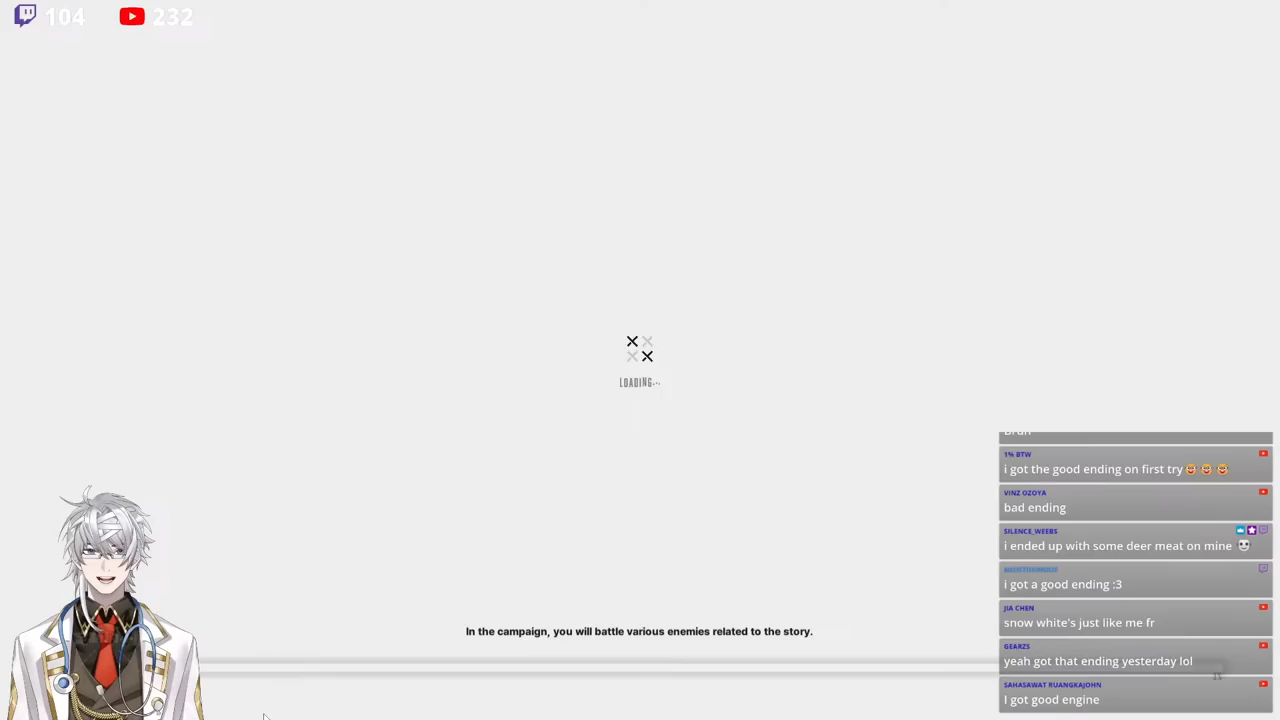 104 232
LOADING...
1% BTW
i got the good ending on first try
VINZ OZOYA
bad ending
SILENCE_WEEBS
i ended up with some deer meat on mine
i got a good ending :3
JIA CHEN
snow white's just like me fr
In the campaign, you will battle various enemies related to the story.
GEARZS
yeah got that ending yesterday lol
SAHASAWAT RUANGKAJOHN
I got good engine